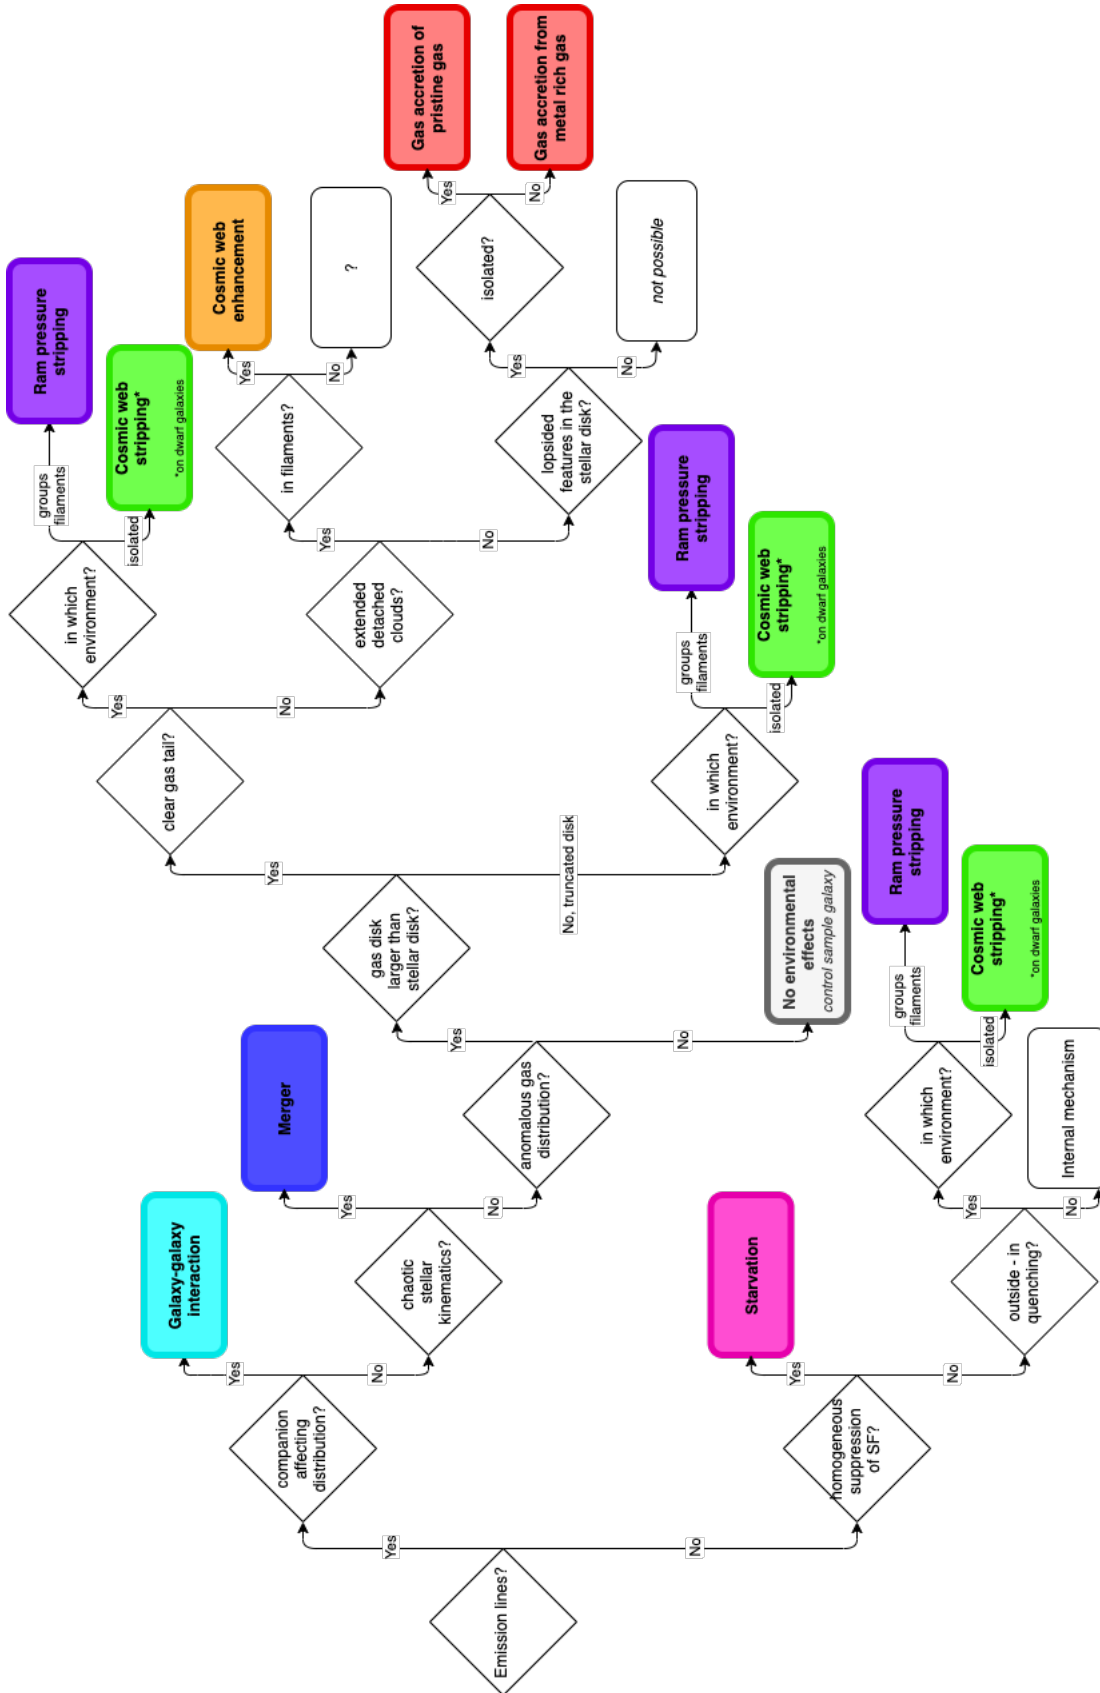 Emission lines?
Yes
No
companion
affecting
distribution?
Yes
No
Galaxy-galaxy
interaction
chaotic
stellar
kinematics?
Yes
No
Merger
anomalous gas
distribution?
Yes
No
gas disk
larger than
stellar disk?
Yes
No, truncated disk
clear gas tail?
Yes
No
in which
environment?
groups
filaments
isolated
Ram pressure
stripping
Cosmic web
stripping*
*on dwarf galaxies
extended
detached
clouds?
Yes
No
in filaments?
Yes
No
Cosmic web
enhancement
?
lopsided
features in the
stellar disk?
Yes
No
isolated?
Yes
No
Gas accretion of
pristine gas
Gas accretion from
metal rich gas
not possible
in which
environment?
groups
filaments
isolated
Ram pressure
stripping
Cosmic web
stripping*
*on dwarf galaxies
No environmental
effects
control sample galaxy
homogeneous
suppression
of SF?
Yes
No
Starvation
outside - in
quenching?
Yes
No
in which
environment?
groups
filaments
isolated
Ram pressure
stripping
Cosmic web
stripping*
*on dwarf galaxies
Internal mechanism